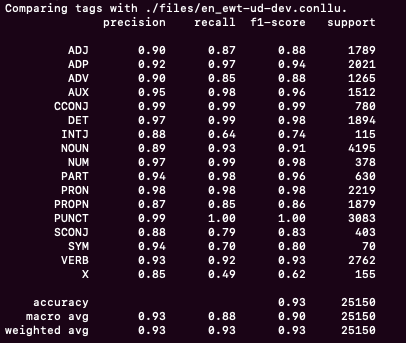 Comparing tags with ./files/en_ewt-ud-dev.conllu.
precision recall f1-score support
ADJ 0.90 0.87 0.88 1789
ADP 0.92 0.97 0.94 2021
ADV 0.90 0.85 0.88 1265
AUX 0.95 0.98 0.96 1512
CCONJ 0.99 0.99 0.99 780
DET 0.97 0.99 0.98 1894
INTJ 0.88 0.64 0.74 115
NOUN 0.89 0.93 0.91 4195
NUM 0.97 0.99 0.98 378
PART 0.94 0.98 0.96 630
PRON 0.98 0.98 0.98 2219
PROPN 0.87 0.85 0.86 1879
PUNCT 0.99 1.00 1.00 3083
SCONJ 0.88 0.79 0.83 403
SYM 0.94 0.70 0.80 70
VERB 0.93 0.92 0.93 2762
X 0.85 0.49 0.62 155
accuracy 0.93 25150
macro avg 0.93 0.88 0.90 25150
weighted avg 0.93 0.93 0.93 25150